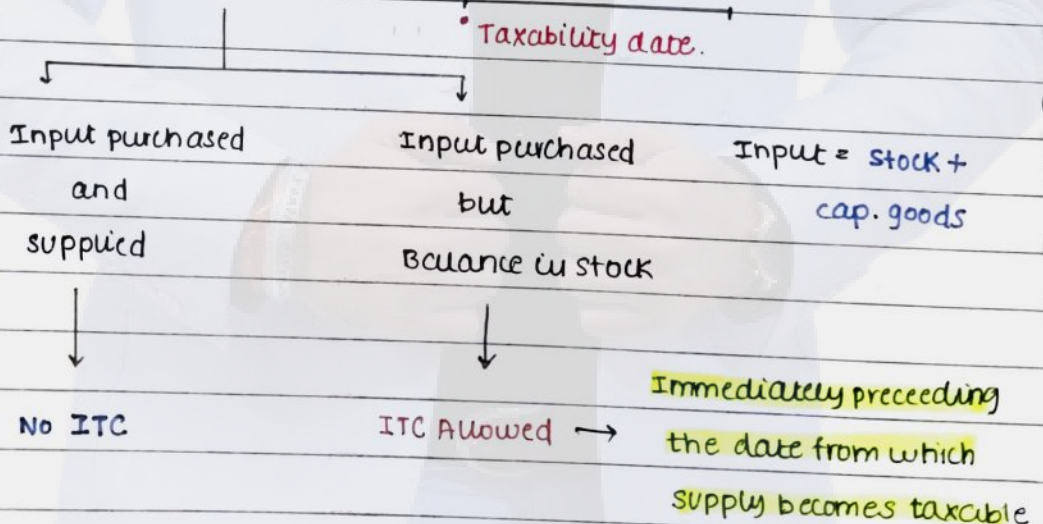 Taxability date.
Input purchased
and
supplied
Input purchased
but
Balance in stock
Input = stock +
cap. goods
No ITC
ITC Allowed →
Immediately preceeding
the date from which
supply becomes taxable